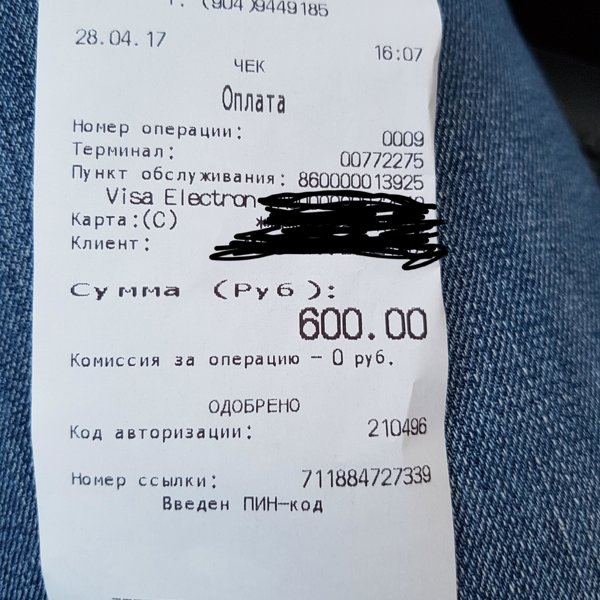 т. (904)9449185
28.04.17 16:07
ЧЕК
Оплата
Номер операции: 0009
Терминал: 00772275
Пункт обслуживания: 860000013925
Visa Electron
Карта:(C)
Клиент:
Сумма (Руб):
600.00
Комиссия за операцию — 0 руб.
ОДОБРЕНО
Код авторизации: 210496
Номер ссылки: 711884727339
Введен ПИН-код